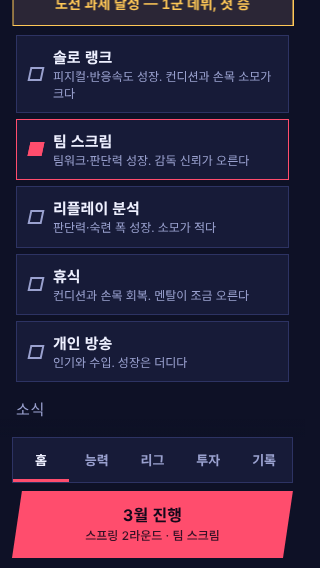 도전 과제 달성 — 1군 데뷔, 첫 승
솔로 랭크
피지컬·반응속도 성장. 컨디션과 손목 소모가
크다
팀 스크림
팀워크·판단력 성장. 감독 신뢰가 오른다
리플레이 분석
판단력·숙련 폭 성장. 소모가 적다
휴식
컨디션과 손목 회복. 멘탈이 조금 오른다
개인 방송
인기와 수입. 성장은 더디다
소식
홈 능력 리그 투자 기록
3월 진행
스프링 2라운드 · 팀 스크림